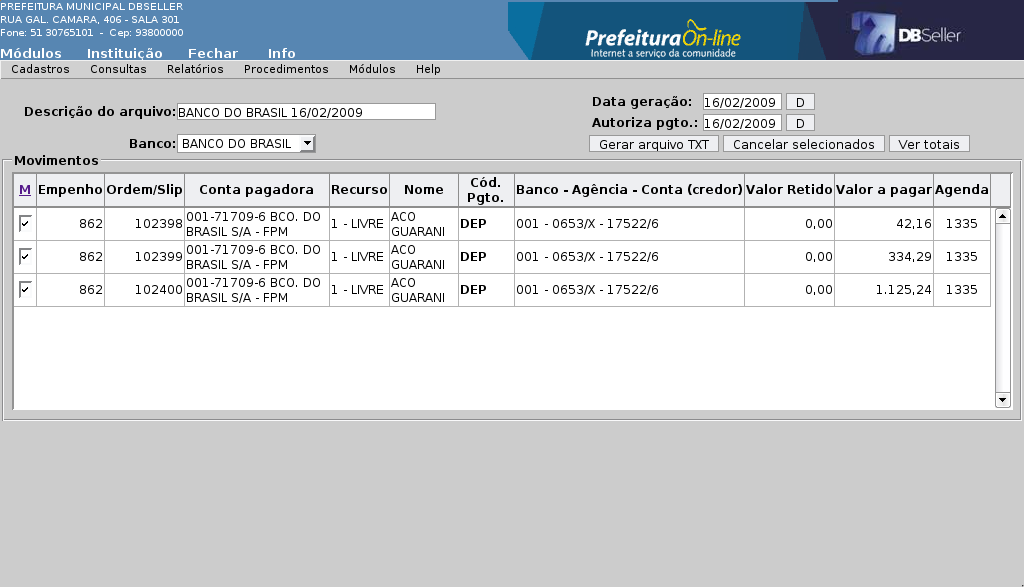 PREFEITURA MUNICIPAL DBSELLER
RUA GAL. CAMARA, 406 - SALA 301
Fone: 51 30765101 - Cep: 93800000
Módulos Instituição Fechar Info
PrefeituraOn-line
Internet a serviço da comunidade
DBSeller
Cadastros Consultas Relatórios Procedimentos Módulos Help
Descrição do arquivo: BANCO DO BRASIL 16/02/2009
Data geração: 16/02/2009 D
Autoriza pgto.: 16/02/2009 D
Banco: BANCO DO BRASIL
Gerar arquivo TXT Cancelar selecionados Ver totais
Movimentos
M Empenho Ordem/Slip Conta pagadora Recurso Nome Cód. Pgto. Banco - Agência - Conta (credor) Valor Retido Valor a pagar Agenda
862 102398 001-71709-6 BCO. DO BRASIL S/A - FPM 1 - LIVRE ACO GUARANI DEP 001 - 0653/X - 17522/6 0,00 42,16 1335
862 102399 001-71709-6 BCO. DO BRASIL S/A - FPM 1 - LIVRE ACO GUARANI DEP 001 - 0653/X - 17522/6 0,00 334,29 1335
862 102400 001-71709-6 BCO. DO BRASIL S/A - FPM 1 - LIVRE ACO GUARANI DEP 001 - 0653/X - 17522/6 0,00 1.125,24 1335